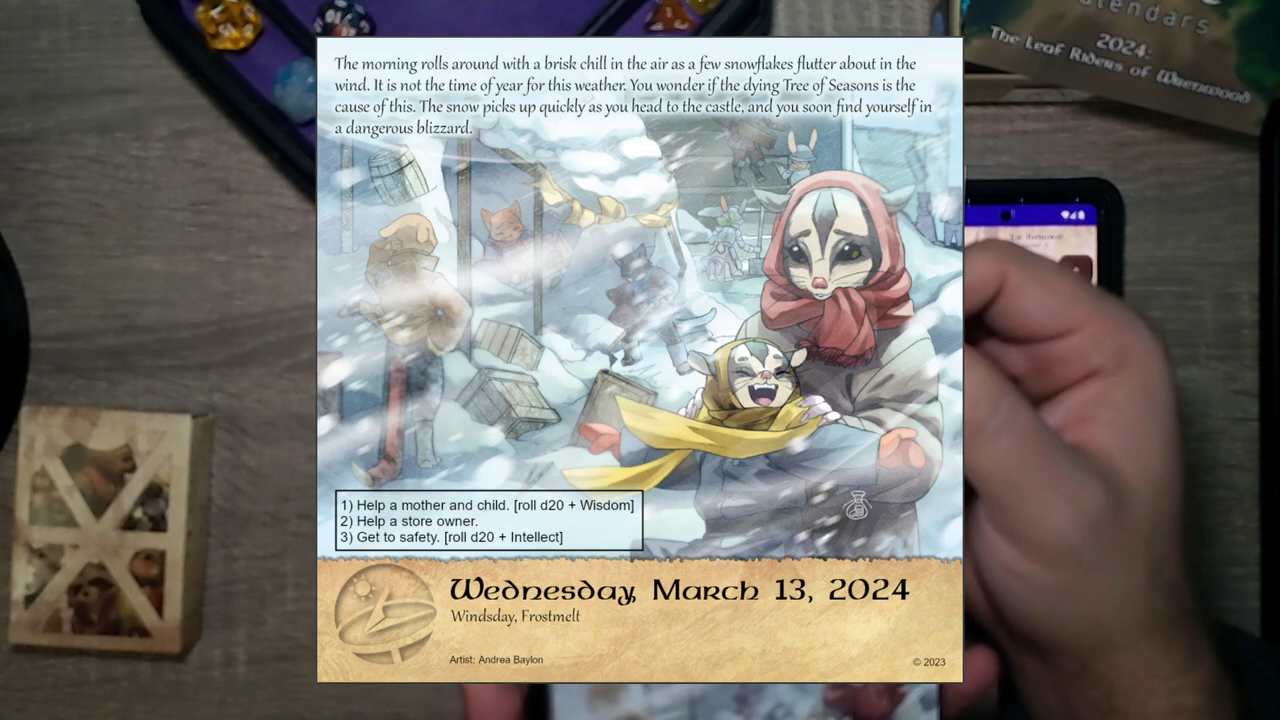 The morning rolls around with a brisk chill in the air as a few snowflakes flutter about in the
wind. It is not the time of year for this weather. You wonder if the dying Tree of Seasons is the
cause of this. The snow picks up quickly as you head to the castle, and you soon find yourself in
a dangerous blizzard.
1) Help a mother and child. [roll d20 + Wisdom]
2) Help a store owner.
3) Get to safety. [roll d20 + Intellect]
Wednesday, March 13, 2024
Windsday, Frostmelt
Artist: Andrea Baylon
© 2023
2024:
The Leaf Riders of Wrenwood